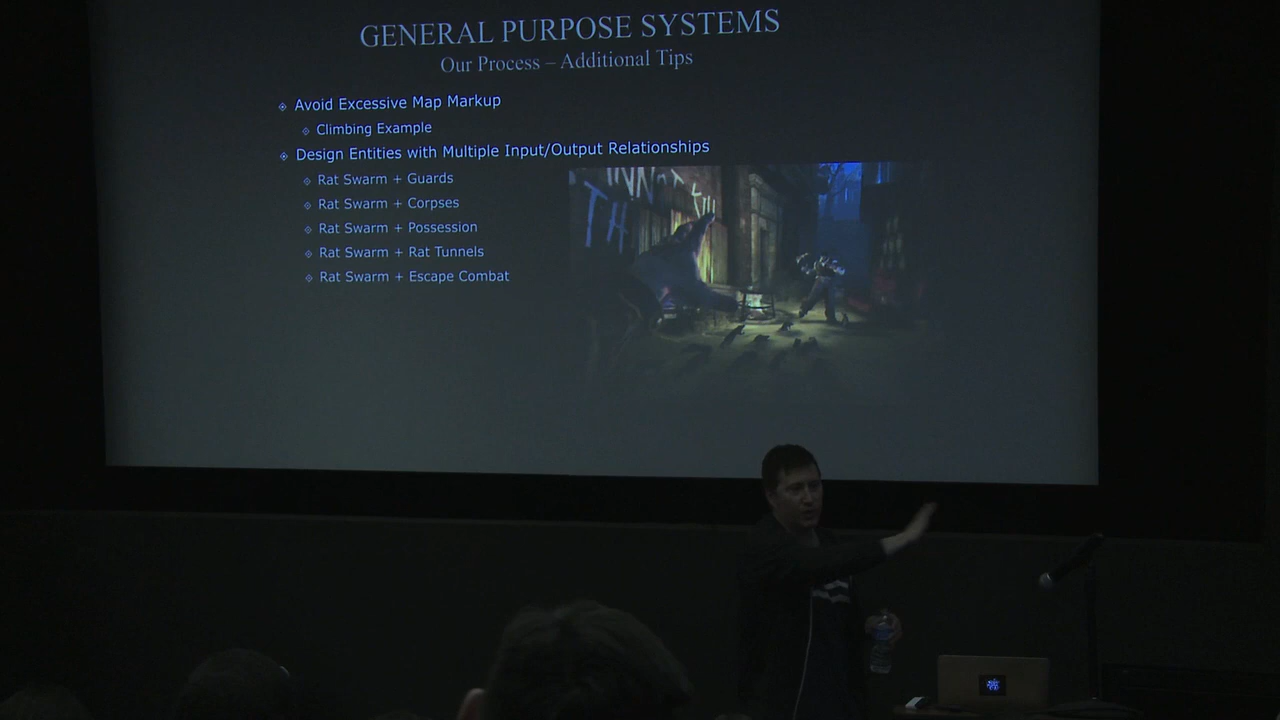 GENERAL PURPOSE SYSTEMS
Our Process – Additional Tips
Avoid Excessive Map Markup
Climbing Example
Design Entities with Multiple Input/Output Relationships
Rat Swarm + Guards
Rat Swarm + Corpses
Rat Swarm + Possession
Rat Swarm + Rat Tunnels
Rat Swarm + Escape Combat